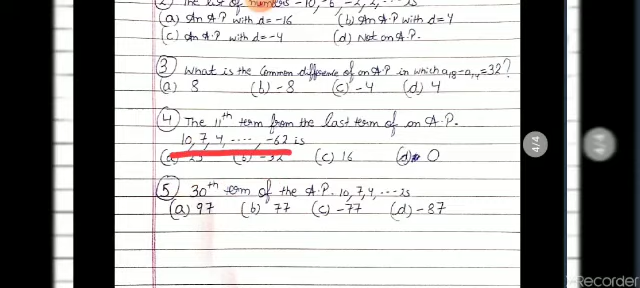 (2) The list of numbers -10, -6, -2, 2, ... is
(a) An A.P with d = -16 (b) An A.P with d = 4
(c) An A.P with d = -4 (d) Not an A.P.
(3) What is the Common difference of an A.P in which a18 - a14 = 32?
(a) 8 (b) -8 (c) -4 (d) 4
(4) The 11th term from the last term of an A.P.
10, 7, 4, ....., -62 is
(c) 16 (d) 0
4/4
4/4
(5) 30th term of the A.P. 10, 7, 4, ... is
(a) 97 (b) 77 (c) -77 (d) -87
Recorder